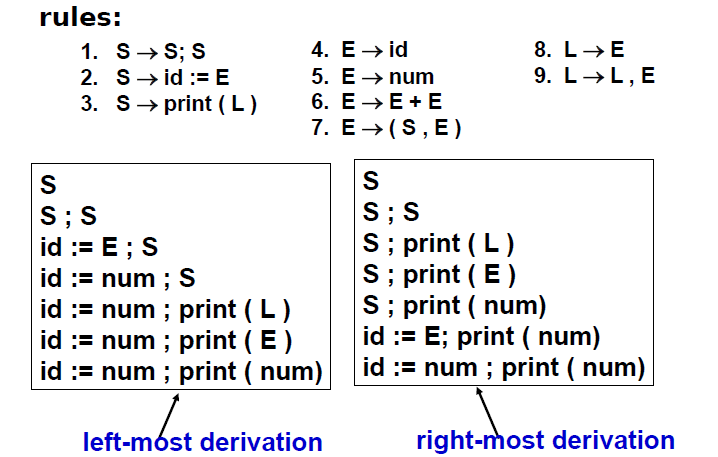 rules:
1. S → S; S
2. S → id := E
3. S → print ( L )
4. E → id
5. E → num
6. E → E + E
7. E → ( S , E )
8. L → E
9. L → L , E
S
S ; S
id := E ; S
id := num ; S
id := num ; print ( L )
id := num ; print ( E )
id := num ; print ( num)
left-most derivation
S
S ; S
S ; print ( L )
S ; print ( E )
S ; print ( num)
id := E; print ( num)
id := num ; print ( num)
right-most derivation